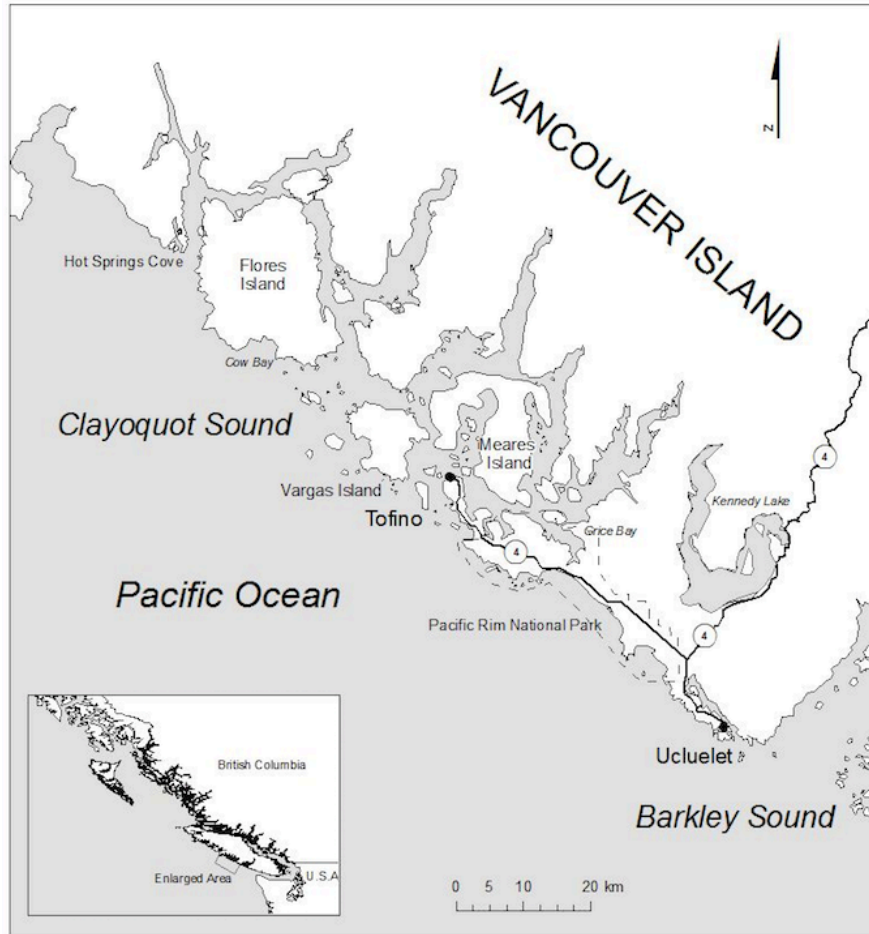 N
VANCOUVER ISLAND
Hot Springs Cove
Flores
Island
Cow Bay
Clayoquot Sound
Vargas Island
Meares
Island
Tofino
4
Kennedy Lake
Grice Bay
4
Pacific Ocean
Pacific Rim National Park
4
Ucluelet
Barkley Sound
British Columbia
Enlarged Area
U.S.A
0 5 10 20 km